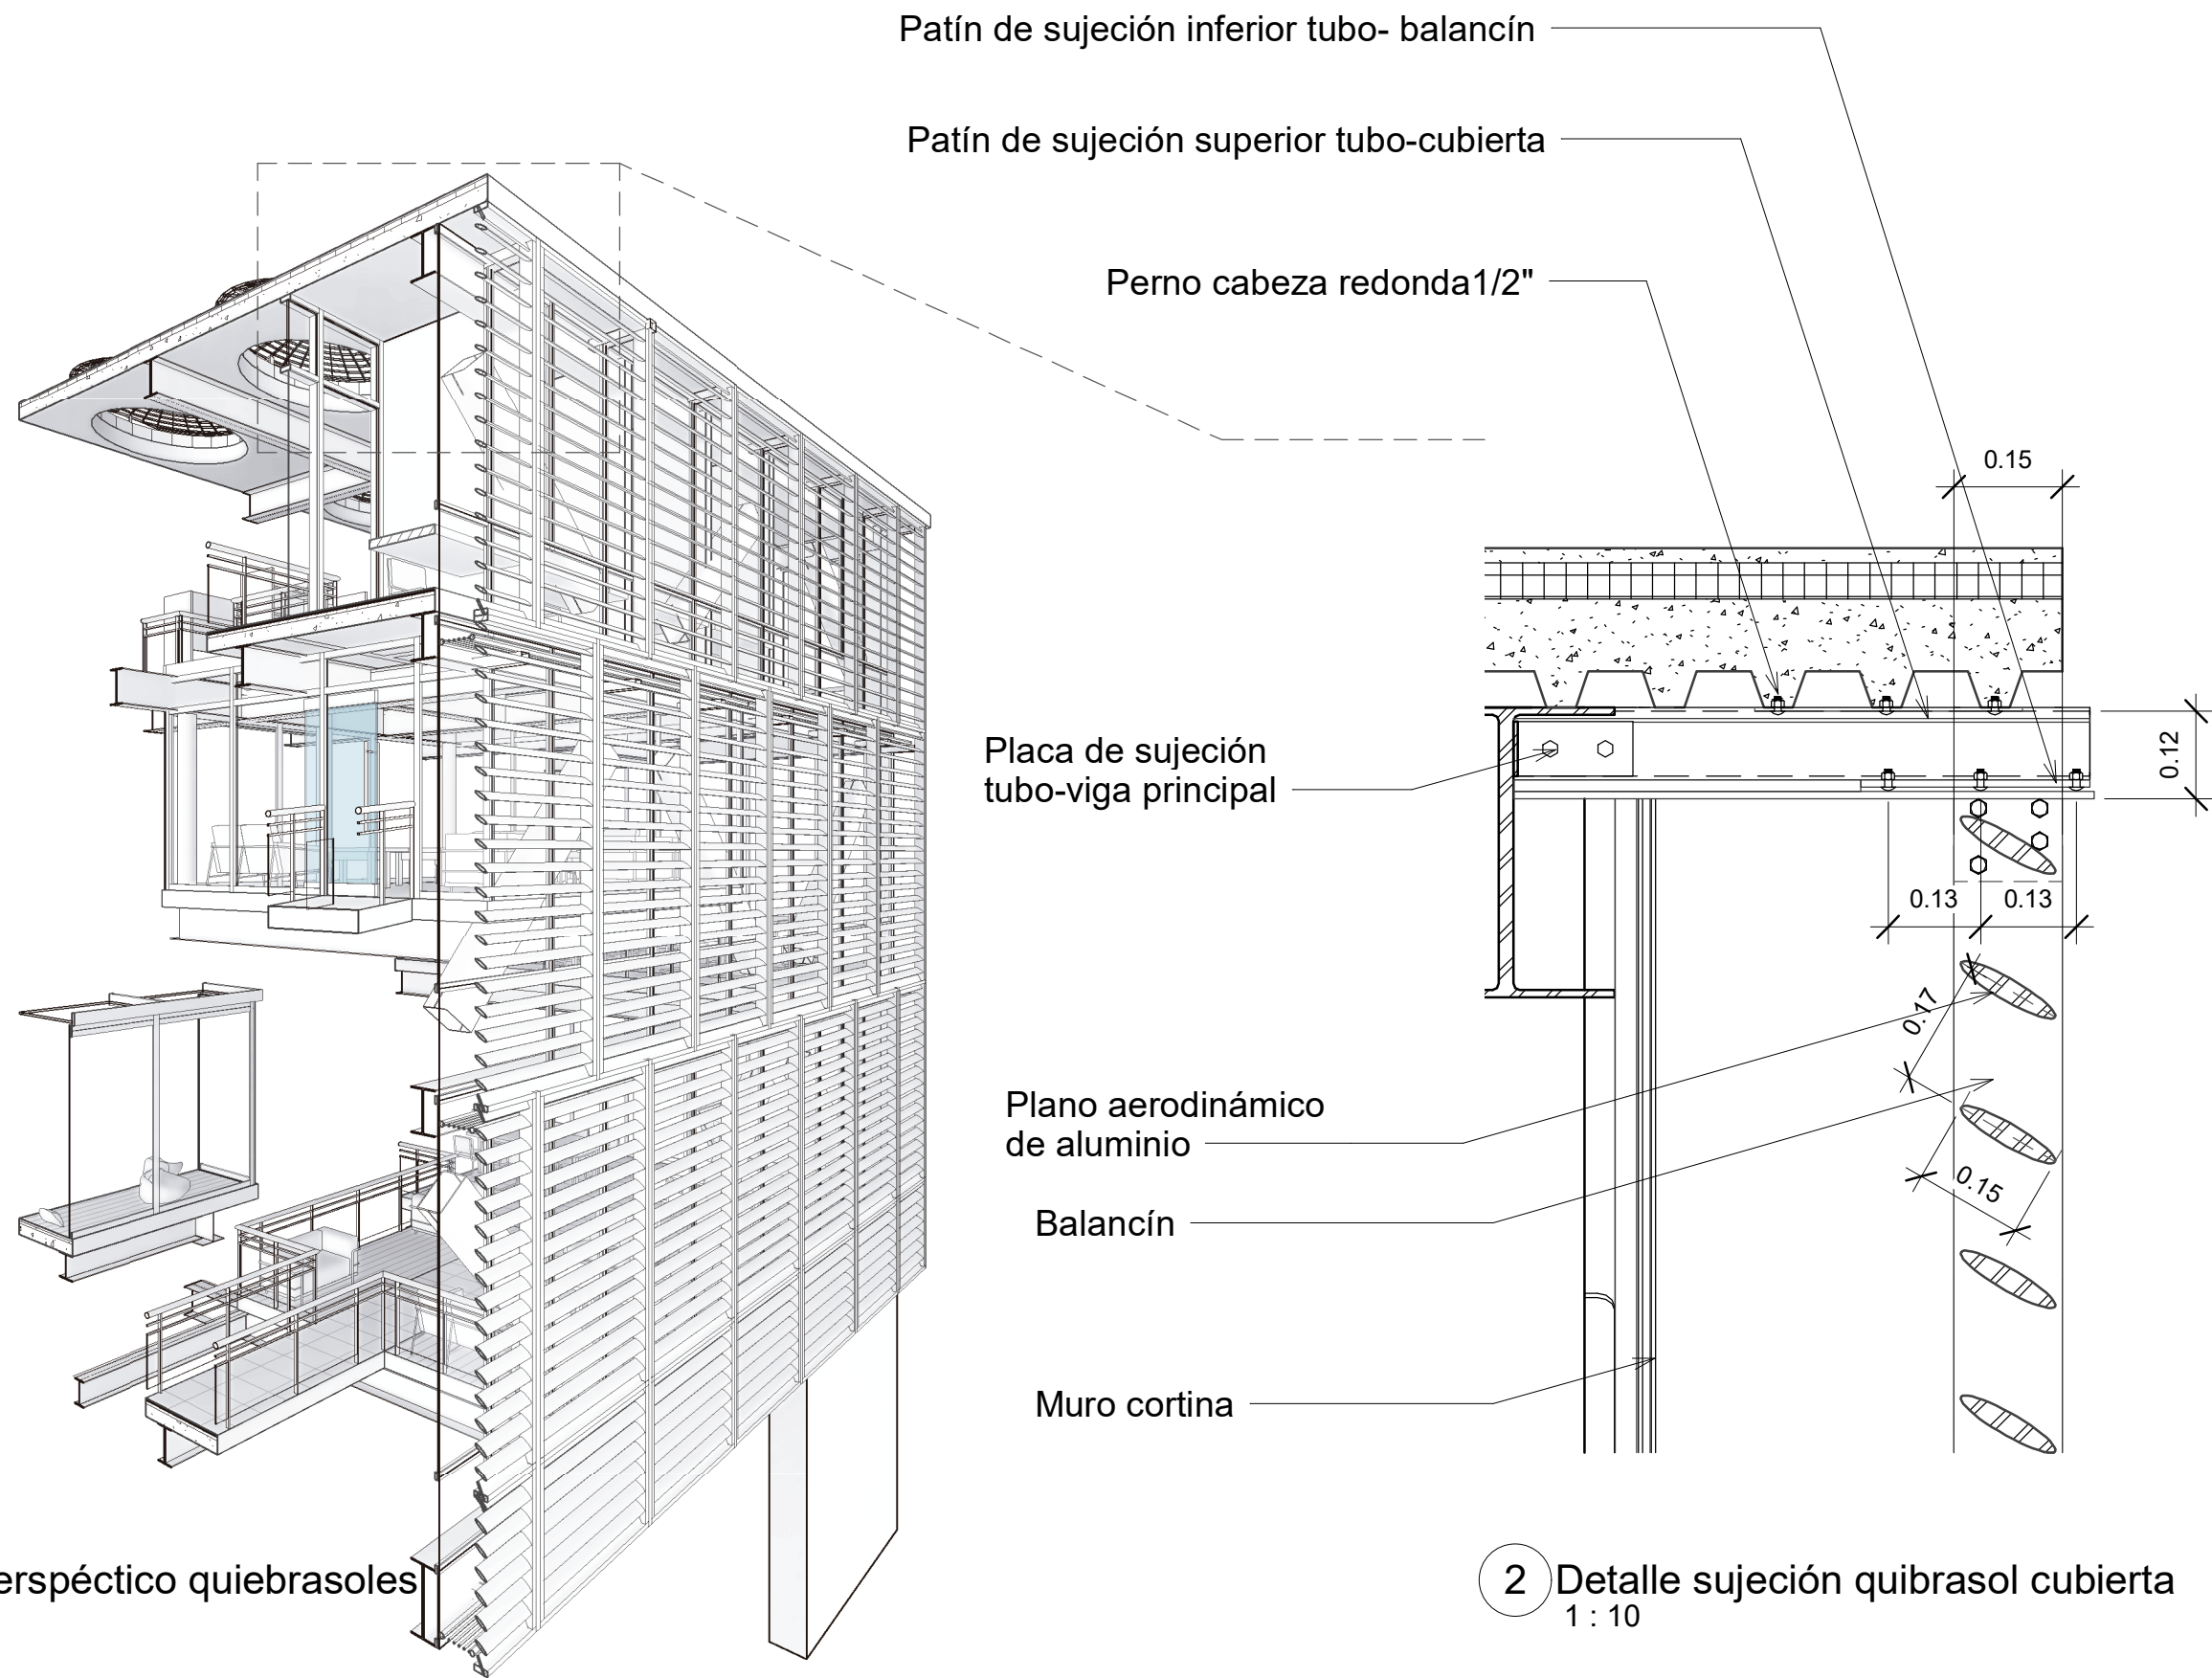 Patín de sujeción inferior tubo- balancín
Patín de sujeción superior tubo-cubierta
Perno cabeza redonda1/2"
0.15
Placa de sujeción
tubo-viga principal
0.12
0.13
0.13
0.17
Plano aerodinámico
de aluminio
0.15
Balancín
Muro cortina
erspéctico quiebrasoles
2
Detalle sujeción quibrasol cubierta
1 : 10